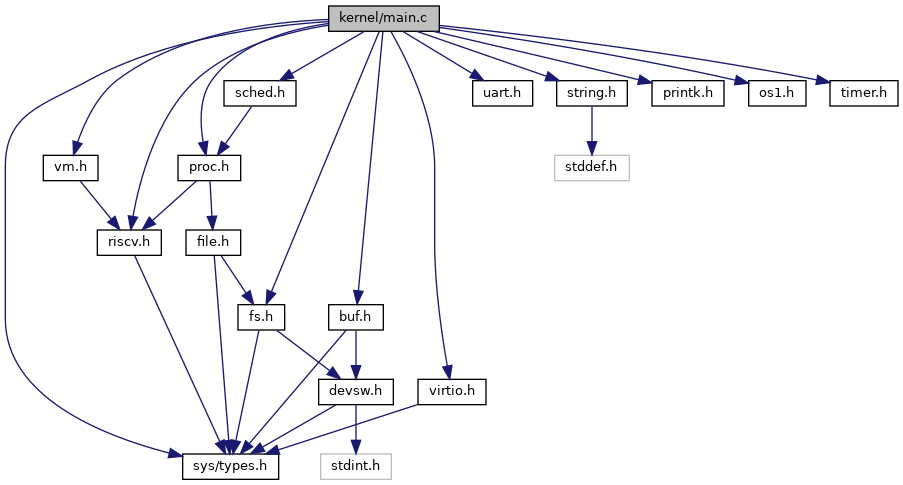 kernel/main.c
sched.h
uart.h
string.h
printk.h
os1.h
timer.h
vm.h
proc.h
stddef.h
riscv.h
file.h
fs.h
buf.h
devsw.h
virtio.h
sys/types.h
stdint.h